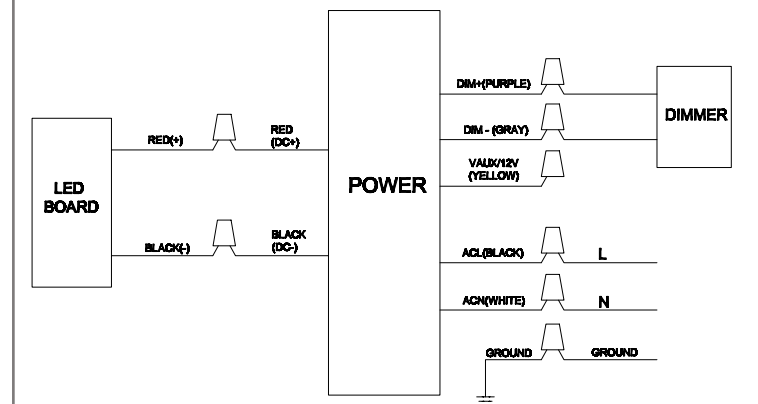 LED
BOARD
RED(+)
RED
(DC+)
BLACK(-)
BLACK
(DC-)
POWER
DIM+(PURPLE)
DIM - (GRAY)
VAUX/12V
(YELLOW)
DIMMER
ACL(BLACK)
L
ACN(WHITE)
N
GROUND
GROUND